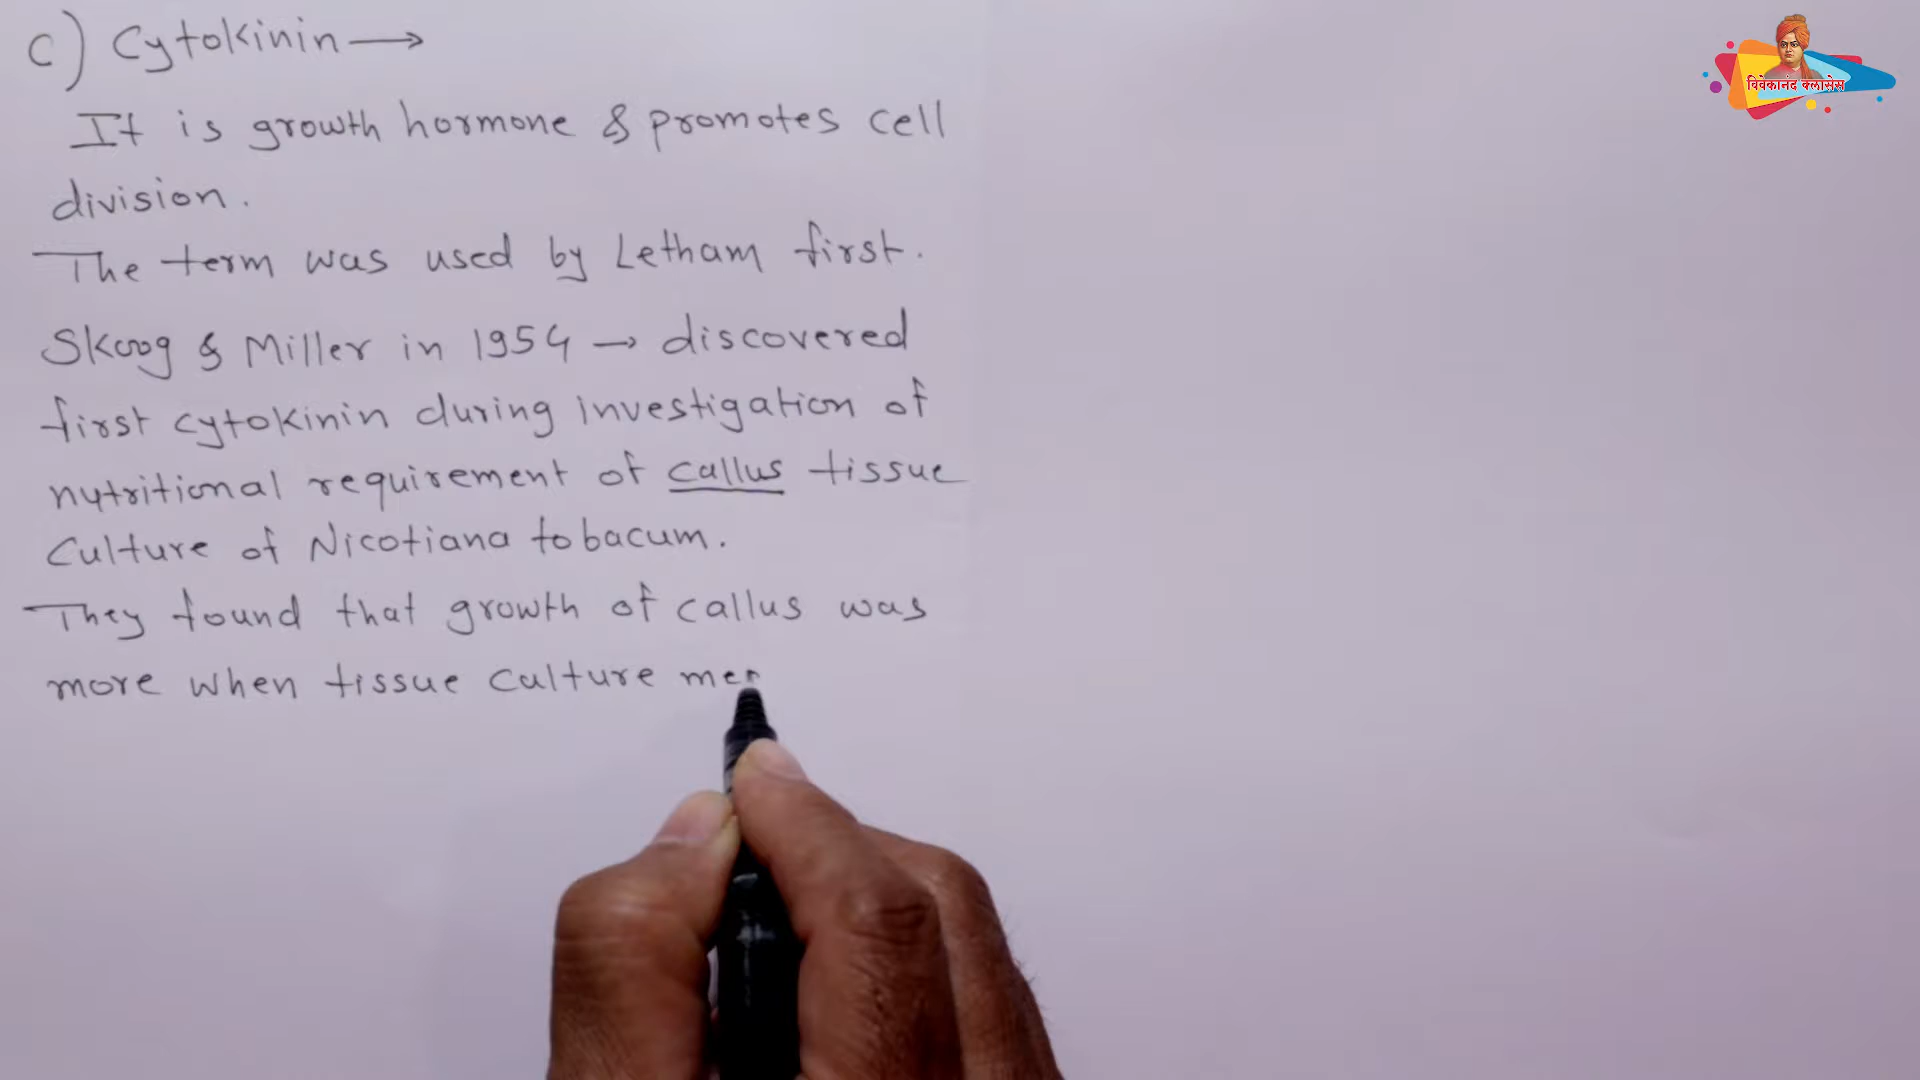 C) Cytokinin →
It is growth hormone & promotes cell
division.
The term was used by Letham first.
Skoog & Miller in 1954 → discovered
first cytokinin during investigation of
nutritional requirement of callus tissue
Culture of Nicotiana tobacum.
They found that growth of callus was
more when tissue culture me
विवेकानंद क्लासेस